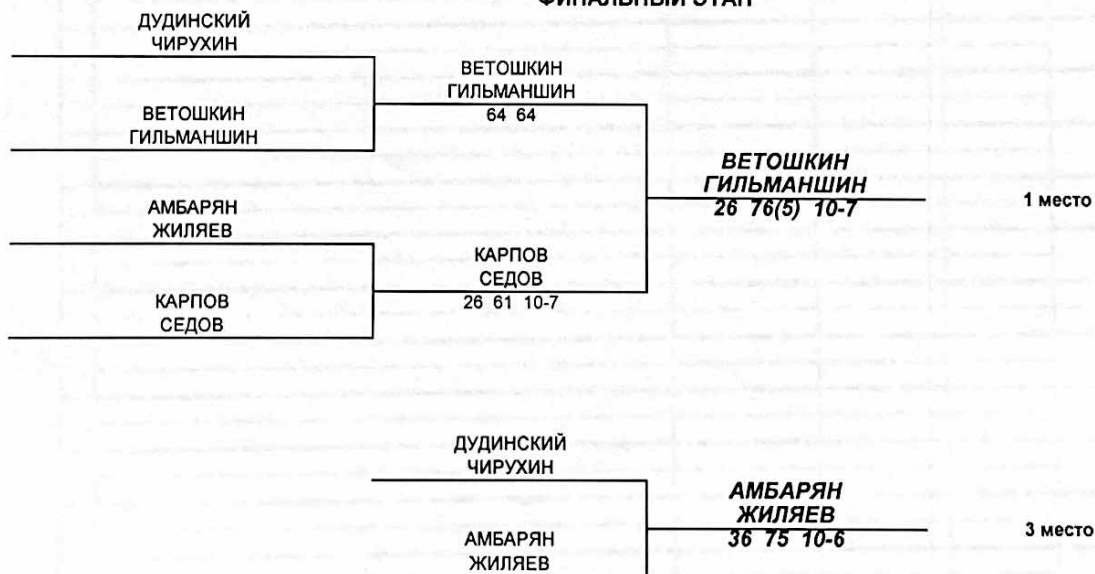 ФИНАЛЬНЫЙ ЭТАП
ДУДИНСКИЙ
ЧИРУХИН
ВЕТОШКИН
ГИЛЬМАНШИН
64 64
ВЕТОШКИН
ГИЛЬМАНШИН
ВЕТОШКИН
ГИЛЬМАНШИН
26 76(5) 10-7
1 место
АМБАРЯН
ЖИЛЯЕВ
КАРПОВ
СЕДОВ
26 61 10-7
КАРПОВ
СЕДОВ
ДУДИНСКИЙ
ЧИРУХИН
АМБАРЯН
ЖИЛЯЕВ
36 75 10-6
3 место
АМБАРЯН
ЖИЛЯЕВ